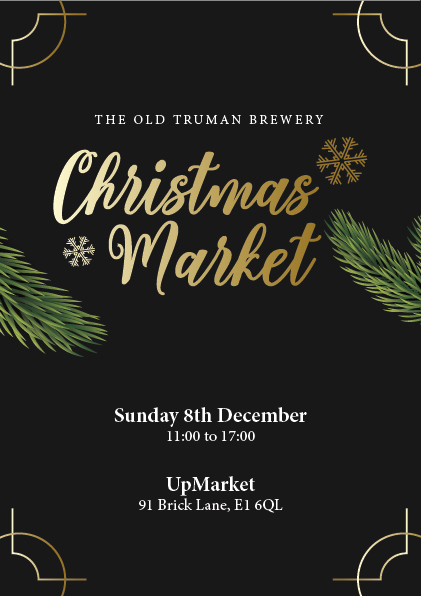 THE OLD TRUMAN BREWERY
Christmas
Market
Sunday 8th December
11:00 to 17:00
UpMarket
91 Brick Lane, E1 6QL